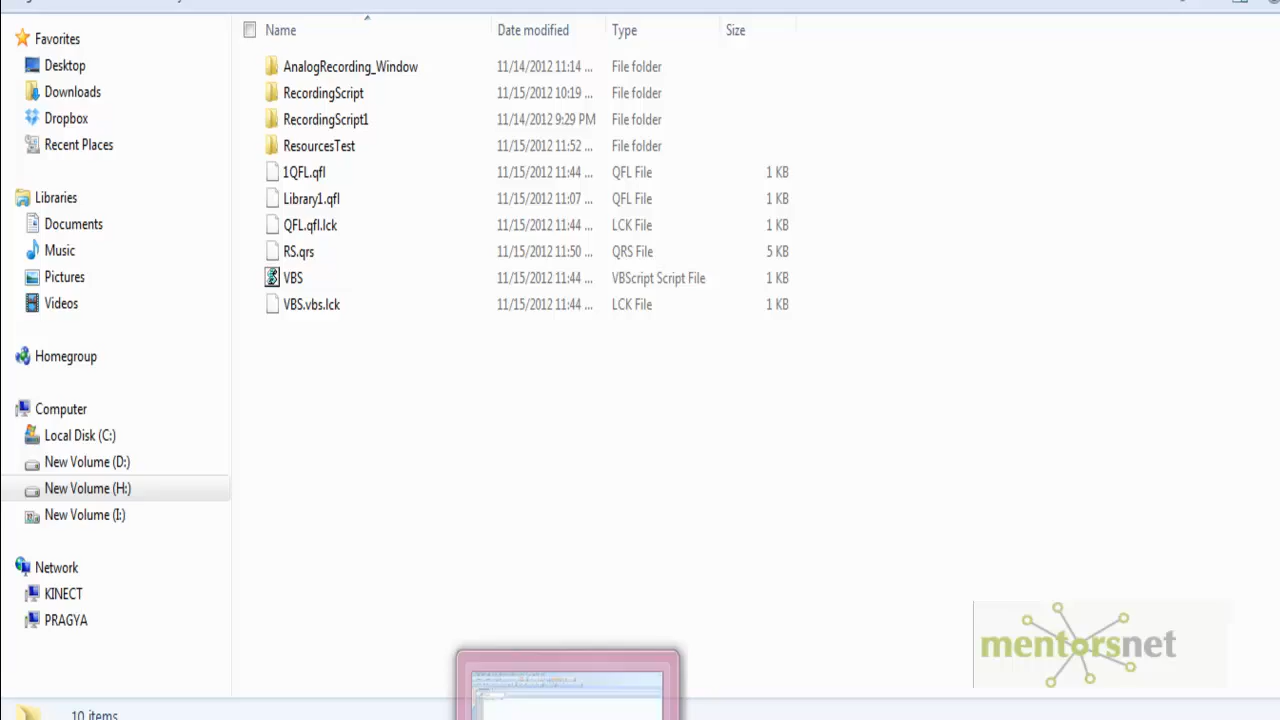 Name Date modified Type Size
Favorites
Desktop
Downloads
Dropbox
Recent Places
Libraries
Documents
Music
Pictures
Videos
Homegroup
Computer
Local Disk (C:)
New Volume (D:)
New Volume (H:)
New Volume (I:)
Network
KINECT
PRAGYA
AnalogRecording_Window 11/14/2012 11:14 ... File folder
RecordingScript 11/15/2012 10:19 ... File folder
RecordingScript1 11/14/2012 9:29 PM File folder
ResourcesTest 11/15/2012 11:52 ... File folder
1QFL.qfl 11/15/2012 11:44 ... QFL File 1 KB
Library1.qfl 11/15/2012 11:07 ... QFL File 1 KB
QFL.qfl.lck 11/15/2012 11:44 ... LCK File 1 KB
RS.qrs 11/15/2012 11:50 ... QRS File 5 KB
VBS 11/15/2012 11:44 ... VBScript Script File 1 KB
VBS.vbs.lck 11/15/2012 11:44 ... LCK File 1 KB
mentorsnet
10 items